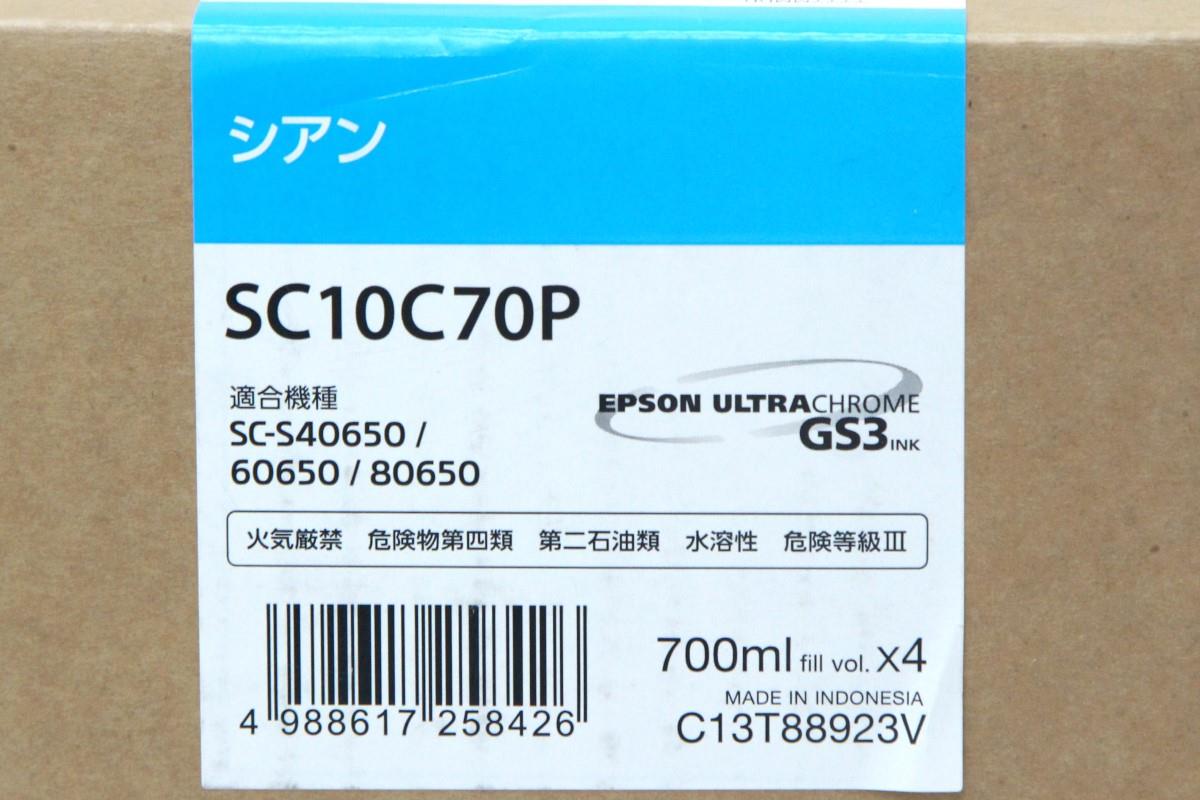 シアン
SC10C70P
適合機種
SC-S40650 /
60650 / 80650
EPSON ULTRACHROME
GS3 INK
火気厳禁 危険物第四類 第二石油類 水溶性 危険等級Ⅲ
4 988617 258426
700ml fill vol. x4
MADE IN INDONESIA
C13T88923V